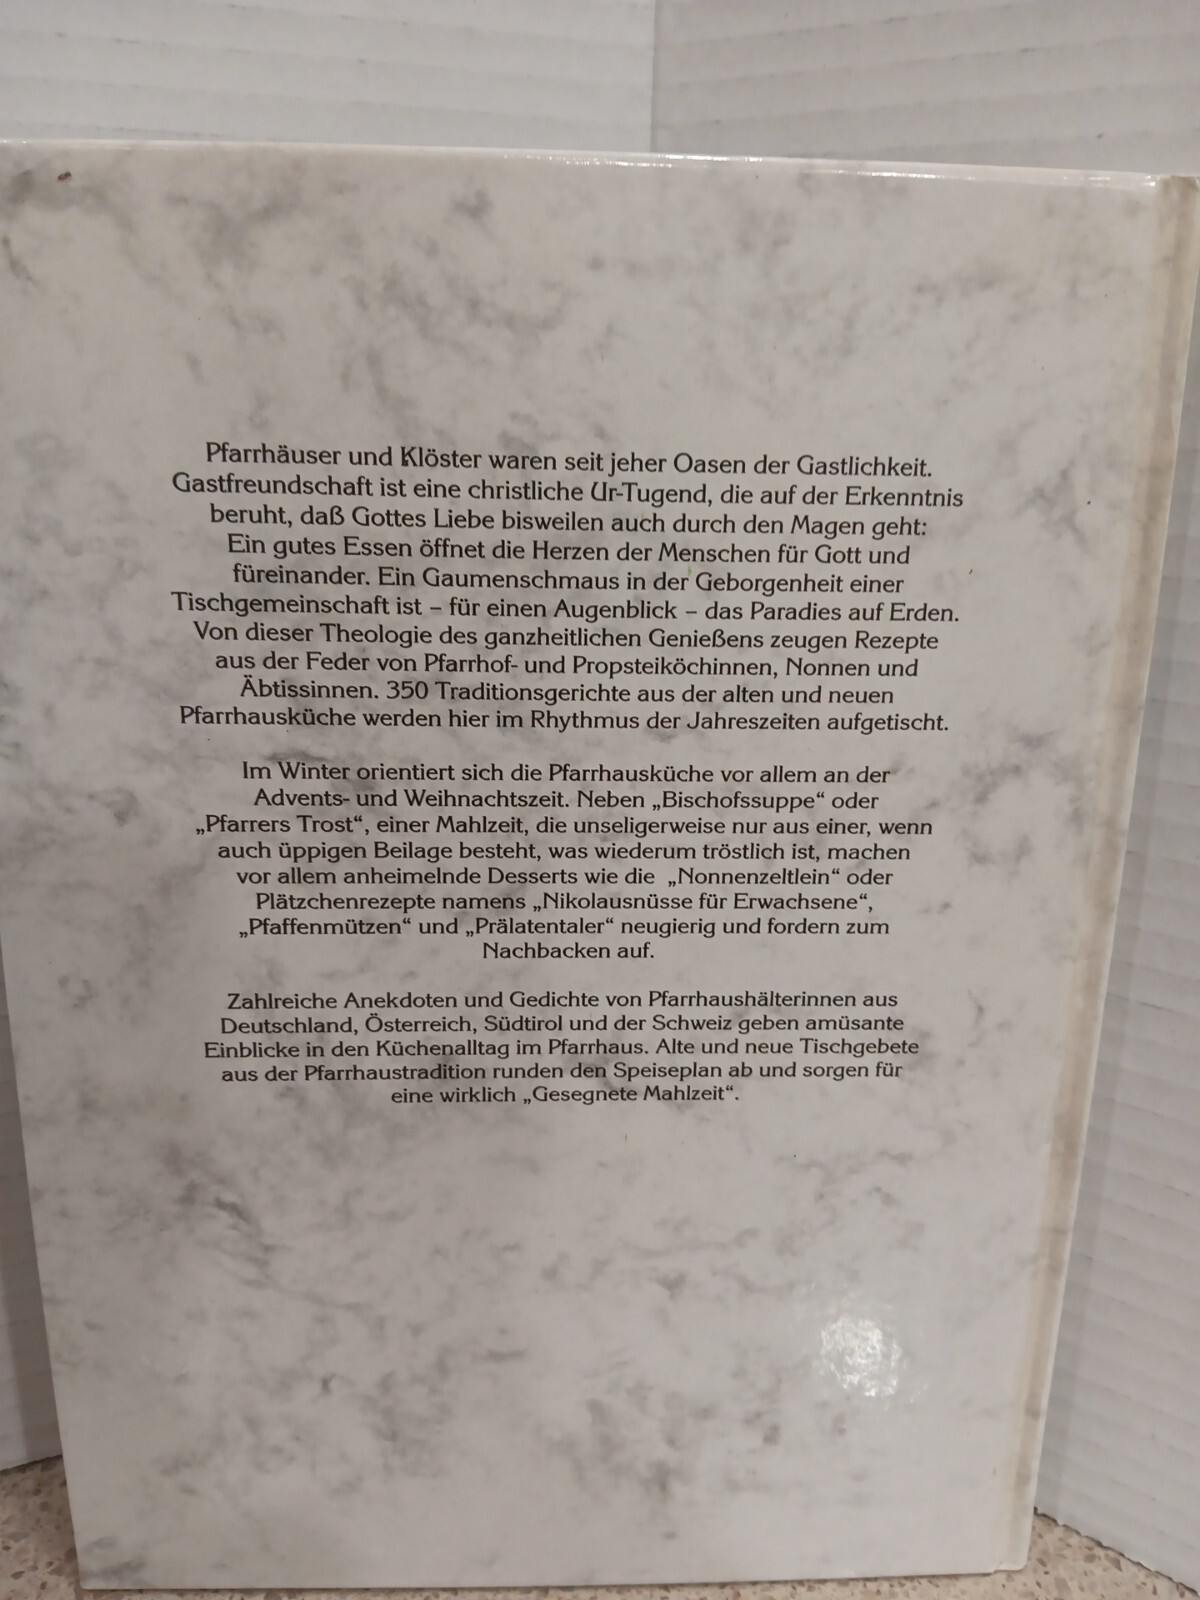 Pfarrhäuser und Klöster waren seit jeher Oasen der Gastlichkeit.
Gastfreundschaft ist eine christliche Ur-Tugend, die auf der Erkenntnis
beruht, daß Gottes Liebe bisweilen auch durch den Magen geht:
Ein gutes Essen öffnet die Herzen der Menschen für Gott und
füreinander. Ein Gaumenschmaus in der Geborgenheit einer
Tischgemeinschaft ist – für einen Augenblick – das Paradies auf Erden.
Von dieser Theologie des ganzheitlichen Genießens zeugen Rezepte
aus der Feder von Pfarrhof- und Propsteiköchinnen, Nonnen und
Äbtissinnen. 350 Traditionsgerichte aus der alten und neuen
Pfarrhausküche werden hier im Rhythmus der Jahreszeiten aufgetischt.
Im Winter orientiert sich die Pfarrhausküche vor allem an der
Advents- und Weihnachtszeit. Neben „Bischofssuppe“ oder
„Pfarrers Trost“, einer Mahlzeit, die unseligerweise nur aus einer, wenn
auch üppigen Beilage besteht, was wiederum tröstlich ist, machen
vor allem anheimelnde Desserts wie die „Nonnenzeltlein“ oder
Plätzchenrezepte namens „Nikolausnüsse für Erwachsene“,
„Pfaffenmützen“ und „Prälatentaler“ neugierig und fordern zum
Nachbacken auf.
Zahlreiche Anekdoten und Gedichte von Pfarrhaushälterinnen aus
Deutschland, Österreich, Südtirol und der Schweiz geben amüsante
Einblicke in den Küchenalltag im Pfarrhaus. Alte und neue Tischgebete
aus der Pfarrhaustradition runden den Speiseplan ab und sorgen für
eine wirklich „Gesegnete Mahlzeit“.